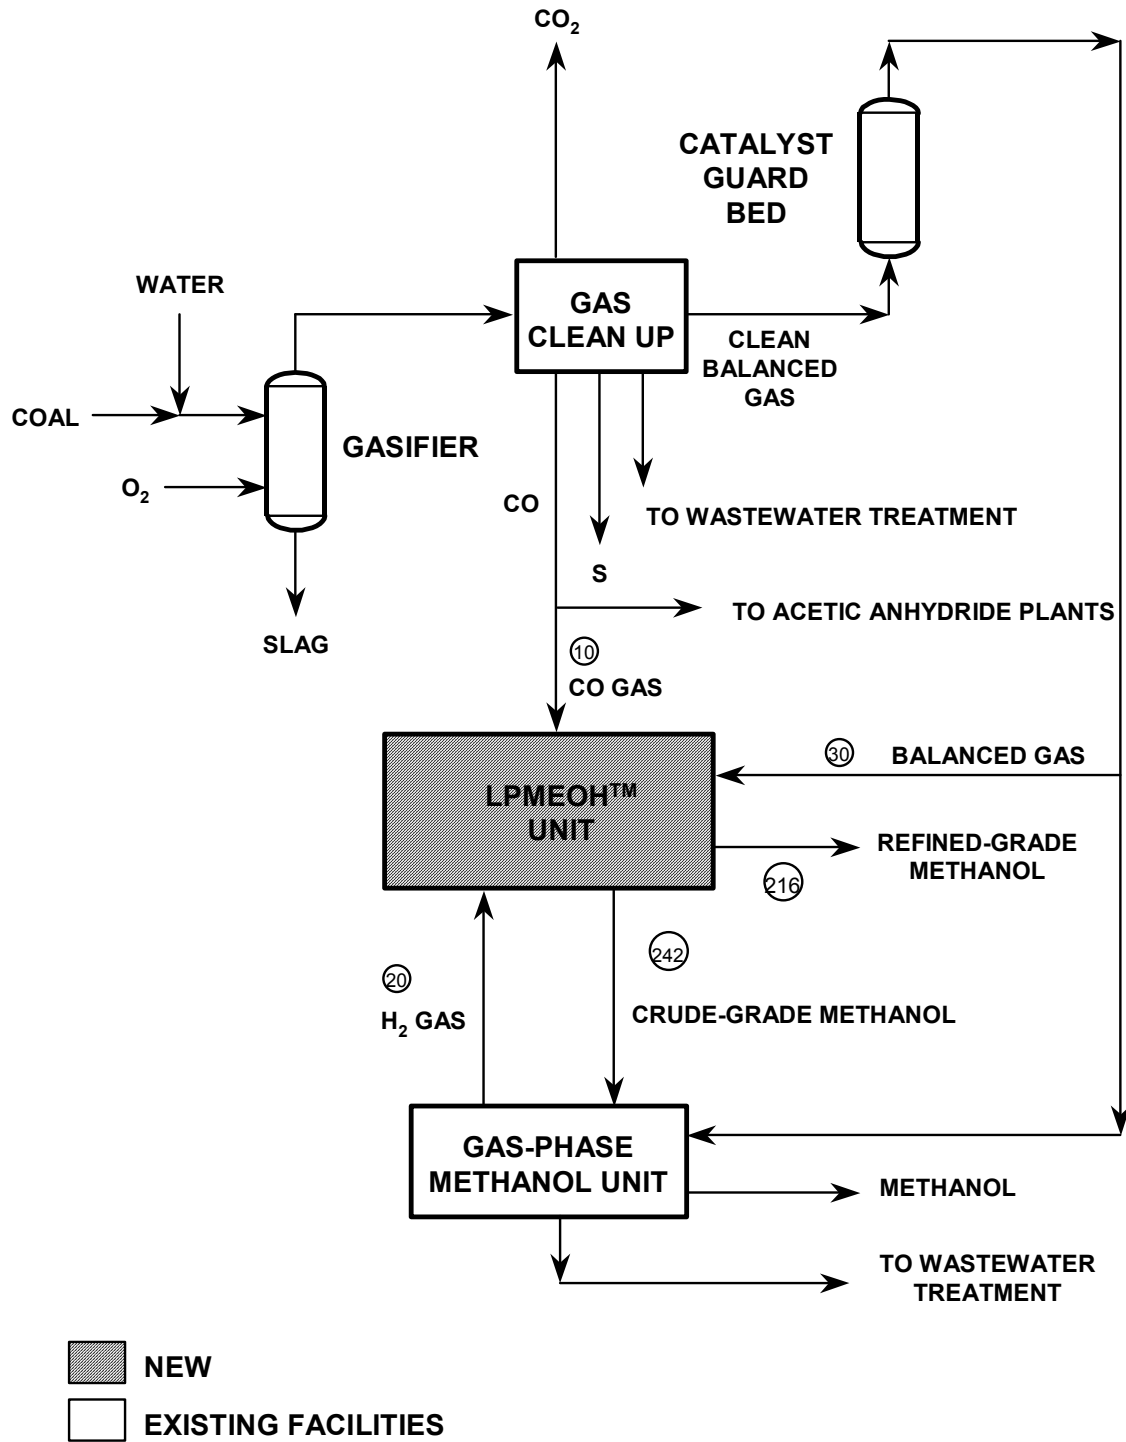 CO2
CATALYST
GUARD
BED
WATER
GAS
CLEAN UP
CLEAN
BALANCED
GAS
COAL
GASIFIER
O2
CO
TO WASTEWATER TREATMENT
S
TO ACETIC ANHYDRIDE PLANTS
SLAG
10
CO GAS
30 BALANCED GAS
LPMEOH™
UNIT
REFINED-GRADE
METHANOL
216
242
20
H2 GAS
CRUDE-GRADE METHANOL
GAS-PHASE
METHANOL UNIT
METHANOL
TO WASTEWATER
TREATMENT
NEW
EXISTING FACILITIES